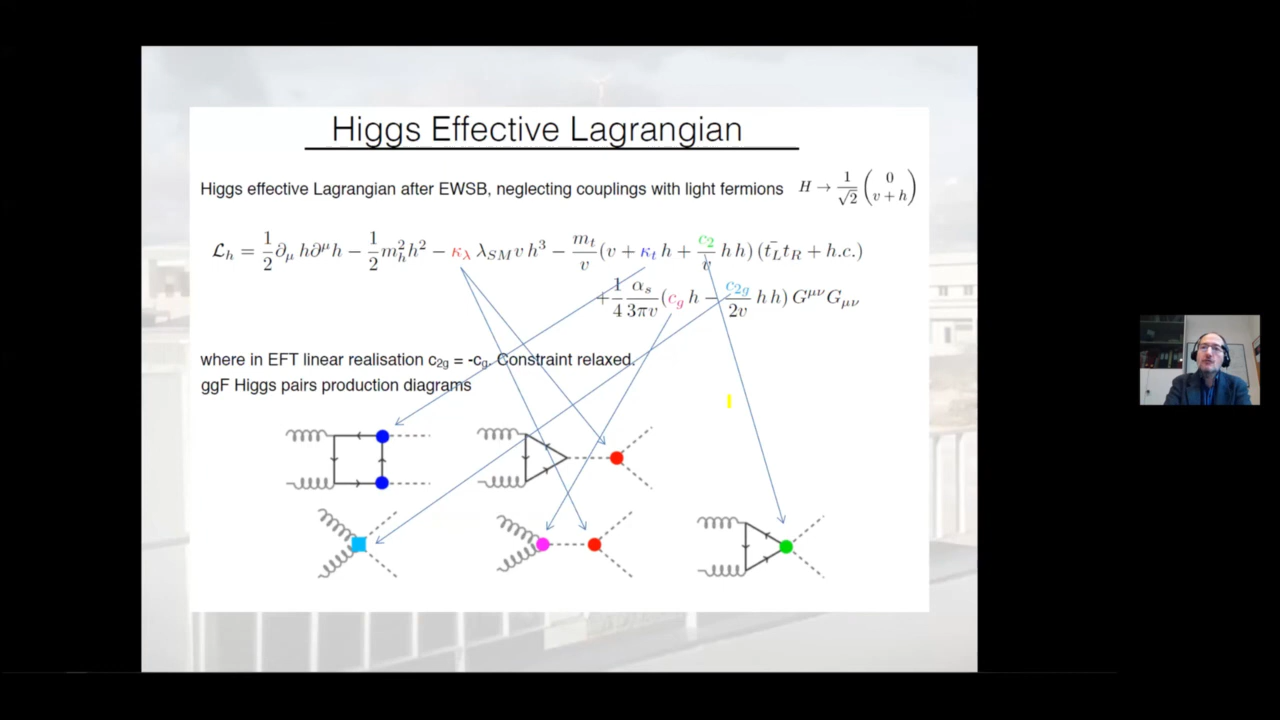 Higgs Effective Lagrangian
Higgs effective Lagrangian after EWSB, neglecting couplings with light fermions H → 1/√2 (0 v + h)
ℒ_h = 1/2 ∂_μ h∂^μ h − 1/2 m_h^2 h^2 − κ_λ λ_SM v h^3 − m_t/v (v + κ_t h + c_2/v h h) (t̄_L t_R + h.c.)
+ 1/4 α_s/3πv (c_g h − c_2g/2v h h) G^μν G_μν
where in EFT linear realisation c2g = -cg. Constraint relaxed.
ggF Higgs pairs production diagrams